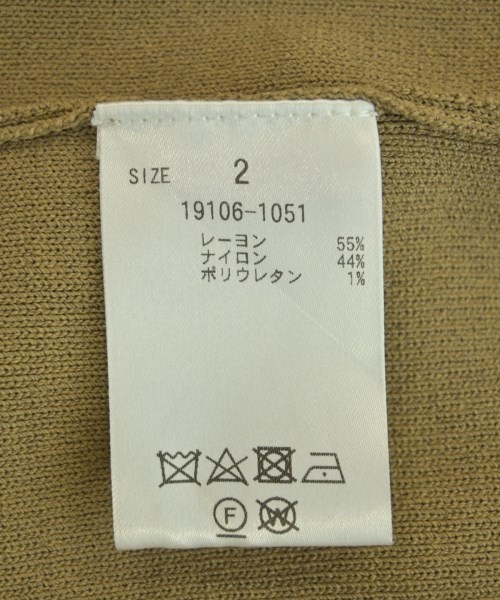 SIZE 2
19106-1051
レーヨン 55%
ナイロン 44%
ポリウレタン 1%
F W